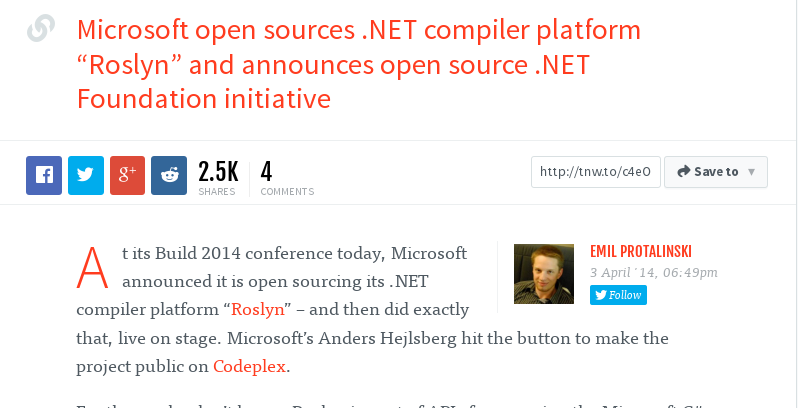 Microsoft open sources .NET compiler platform
“Roslyn” and announces open source .NET
Foundation initiative
2.5K
SHARES
4
COMMENTS
http://tnw.to/c4eO
Save to
At its Build 2014 conference today, Microsoft
announced it is open sourcing its .NET
compiler platform “Roslyn” – and then did exactly
that, live on stage. Microsoft’s Anders Hejlsberg hit the button to make the
project public on Codeplex.
EMIL PROTALINSKI
3 April '14, 06:49pm
Follow